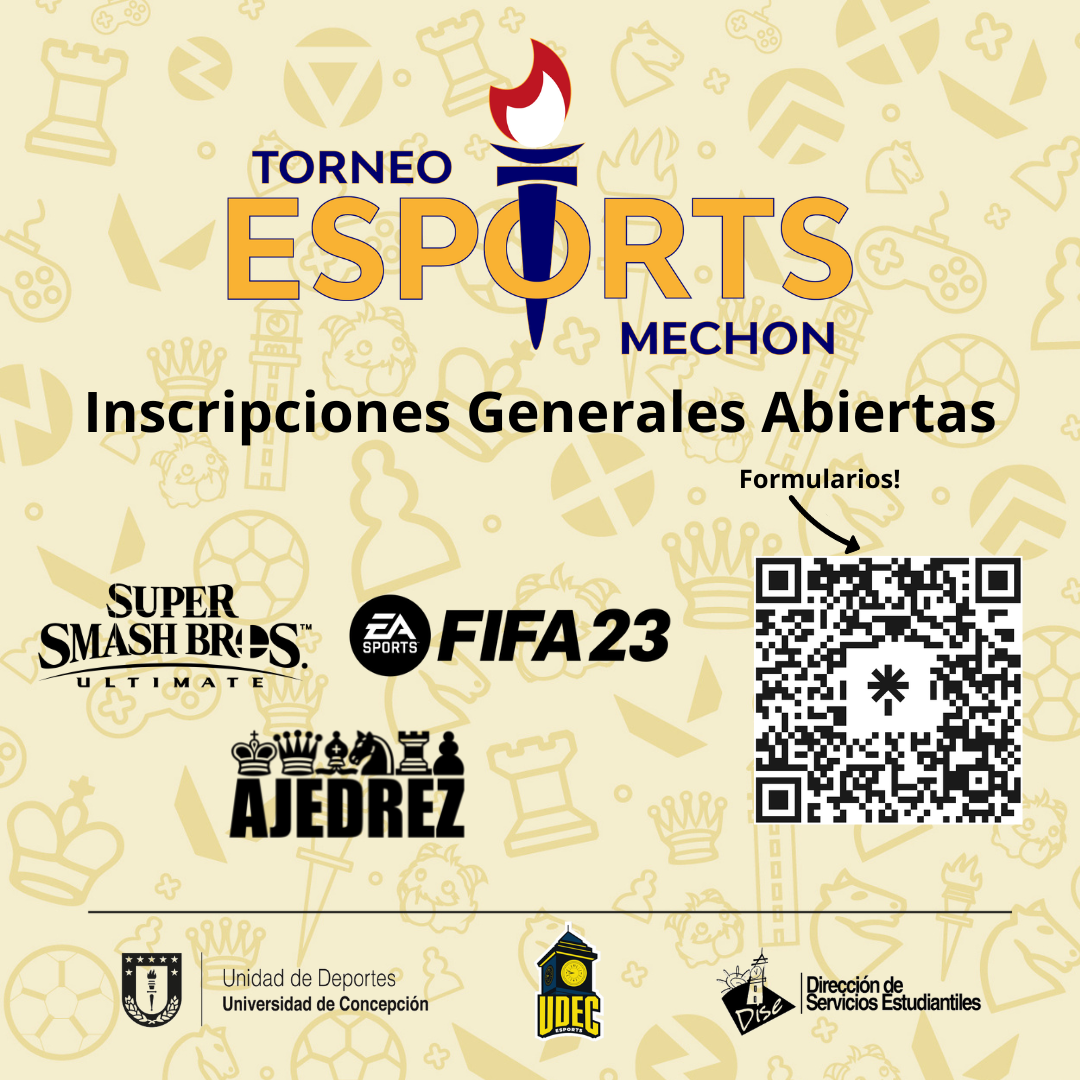 TORNEO
ESPORTS
MECHON
Inscripciones Generales Abiertas
Formularios!
SUPER
SMASH BROS.™
ULTIMATE
EA
SPORTS
FIFA 23
AJEDREZ
Unidad de Deportes
Universidad de Concepción
UDEC
ESPORTS
Dise
Dirección de
Servicios Estudiantiles